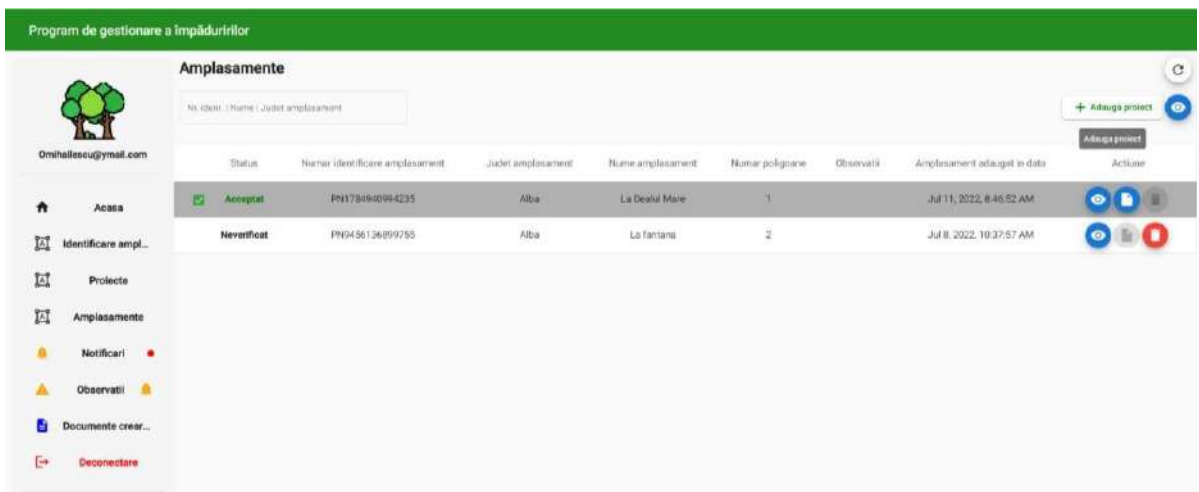 Program de gestionare a împăduririlor
Amplasamente
Nr. ident. | Nume | Judet amplasament
+ Adauga proiect
Adauga proiect
Omihailescu@ymail.com
Status Numar identificare amplasament Judet amplasament Nume amplasament Numar poligoane Observatii Amplasament adaugat in data Actiune
Acceptat PN1784940994235 Alba La Dealul Mare 1 Jul 11, 2022, 8:46:52 AM
Neverificat PN9456136899755 Alba La fantana 2 Jul 8, 2022, 10:37:57 AM
Acasa
Identificare ampl...
Proiecte
Amplasamente
Notificari
Observatii
Documente crear...
Deconectare